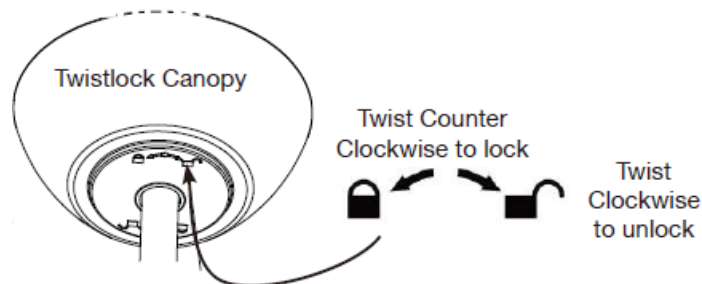 Twistlock Canopy
Twist Counter
Clockwise to lock
Twist
Clockwise
to unlock